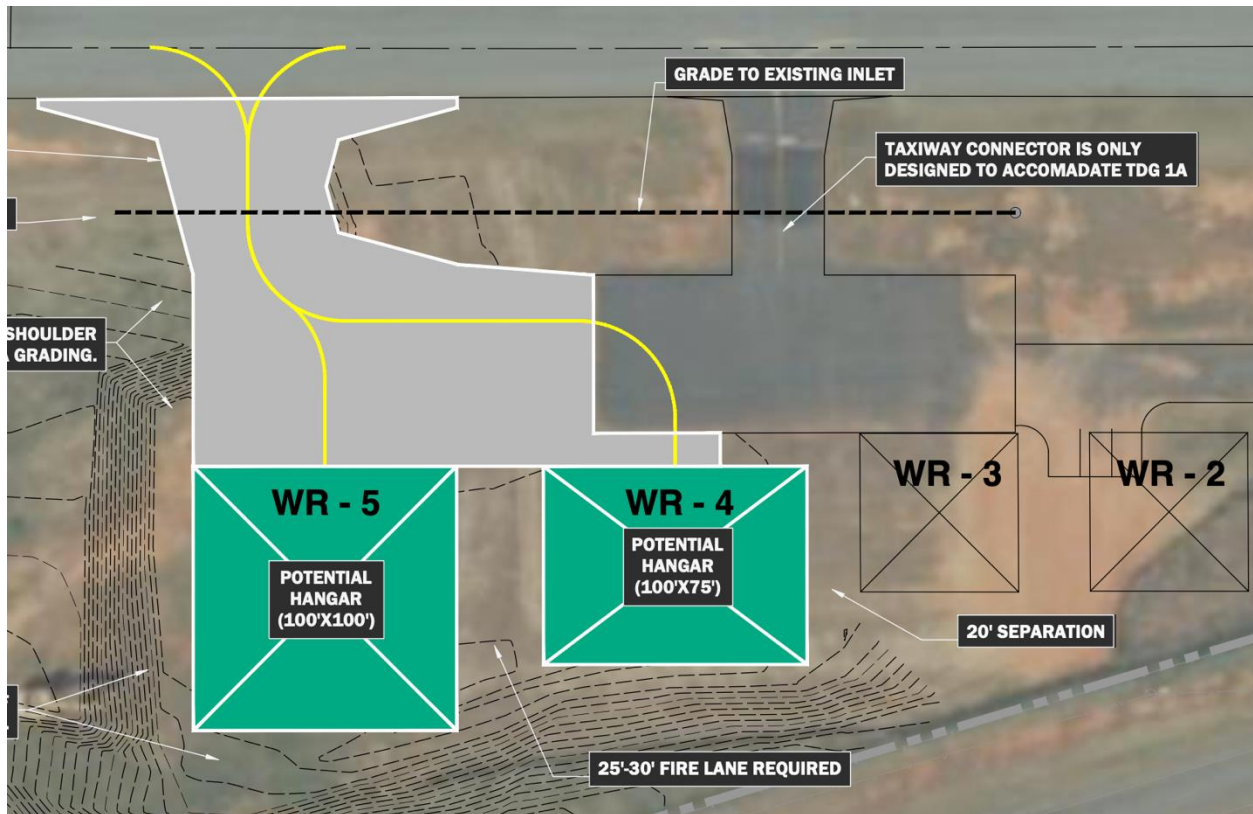 GRADE TO EXISTING INLET
TAXIWAY CONNECTOR IS ONLY
DESIGNED TO ACCOMADATE TDG 1A
SHOULDER
GRADING.
WR - 5
POTENTIAL
HANGAR
(100'X100')
WR - 4
POTENTIAL
HANGAR
(100'X75')
WR - 3
WR - 2
20' SEPARATION
25'-30' FIRE LANE REQUIRED